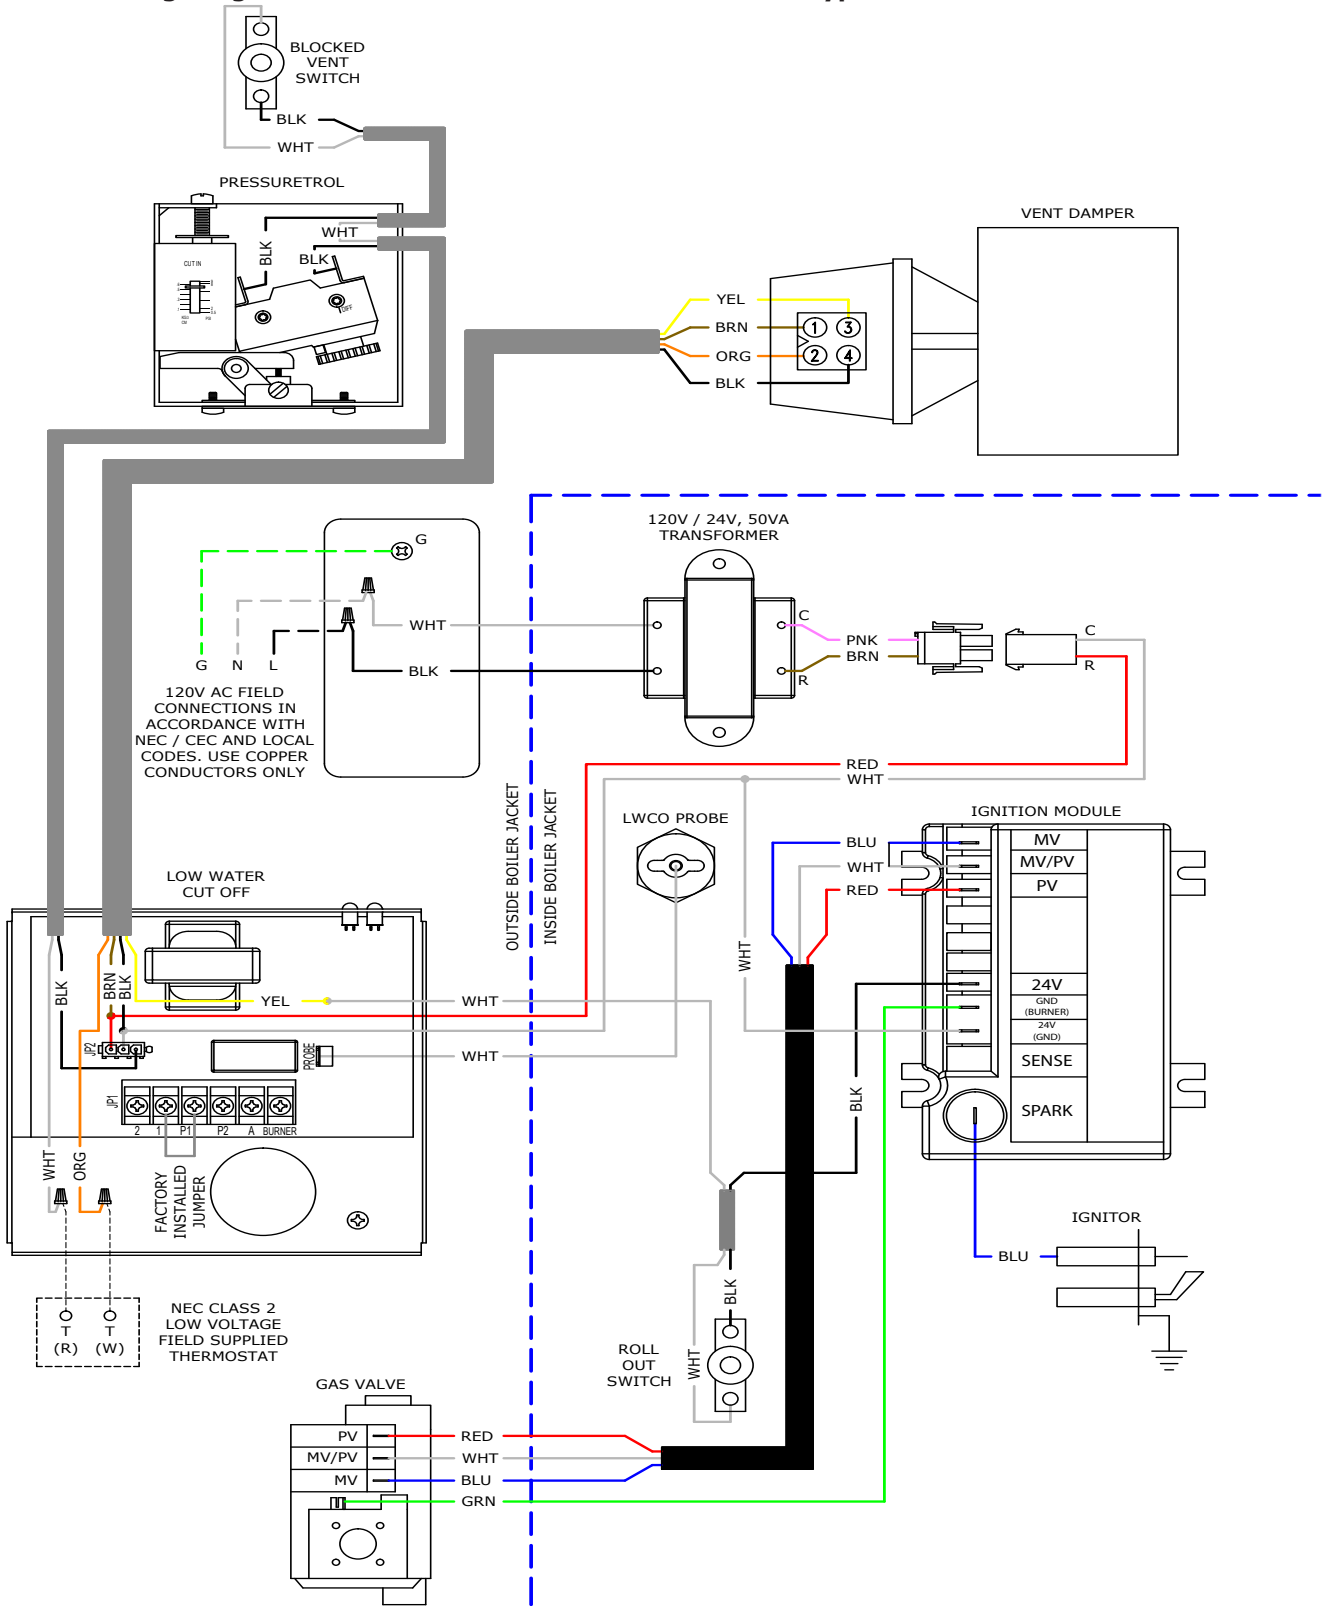 BLOCKED
VENT
SWITCH
BLK
WHT
PRESSURETROL
WHT
BLK
BLK
CUT IN
DIFF
VENT DAMPER
YEL
BRN
ORG
BLK
1 3
2 4
120V / 24V, 50VA
TRANSFORMER
G
WHT
BLK
G N L
120V AC FIELD
CONNECTIONS IN
ACCORDANCE WITH
NEC / CEC AND LOCAL
CODES. USE COPPER
CONDUCTORS ONLY
C
R
PNK
BRN
C
R
RED
WHT
OUTSIDE BOILER JACKET
INSIDE BOILER JACKET
LWCO PROBE
IGNITION MODULE
BLU
WHT
RED
MV
MV/PV
PV
24V
GND
(BURNER)
24V
(GND)
SENSE
SPARK
WHT
BLK
LOW WATER
CUT OFF
BLK
BRN
BLK
YEL
WHT
WHT
JP2
PROBE
JP1
2 1 P1 P2 A BURNER
WHT
ORG
FACTORY
INSTALLED
JUMPER
T
(R)
T
(W)
NEC CLASS 2
LOW VOLTAGE
FIELD SUPPLIED
THERMOSTAT
IGNITOR
BLU
BLK
WHT
ROLL
OUT
SWITCH
GAS VALVE
PV
MV/PV
MV
RED
WHT
BLU
GRN